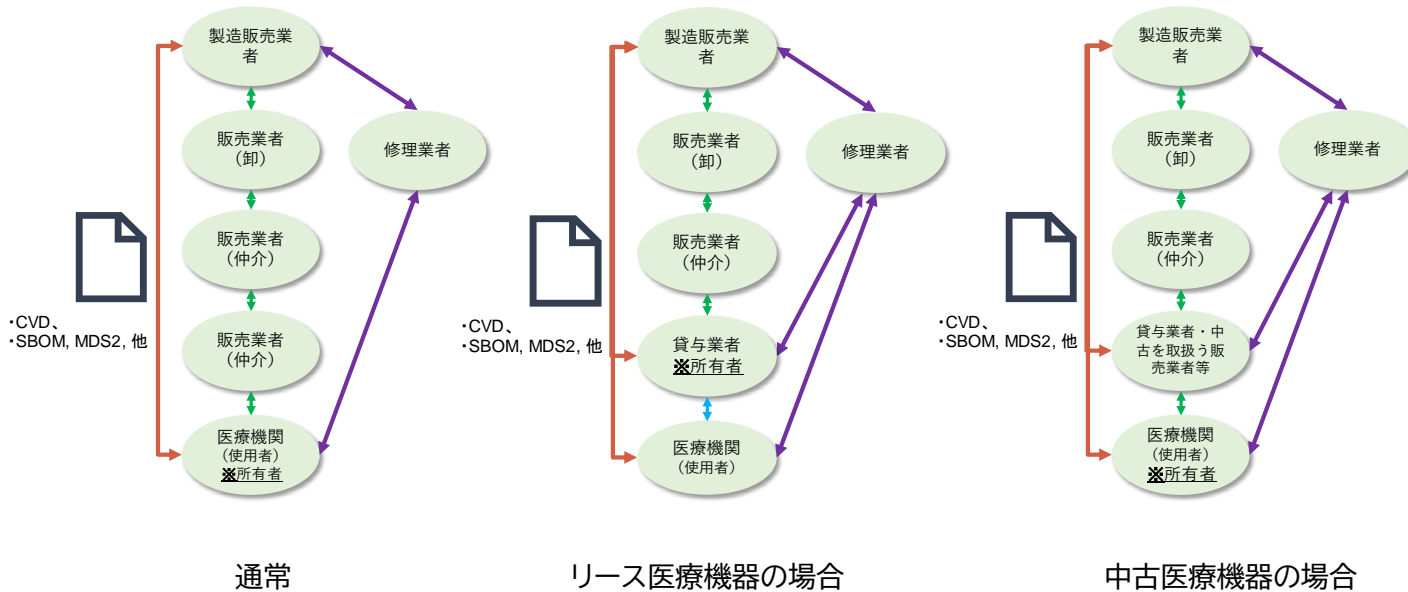 製造販売業
者
販売業者
（卸）
修理業者
販売業者
（仲介）
・CVD、
・SBOM, MDS2, 他
販売業者
（仲介）
医療機関
（使用者）
※所有者
通常
製造販売業
者
販売業者
（卸）
修理業者
販売業者
（仲介）
・CVD、
・SBOM, MDS2, 他
貸与業者
※所有者
医療機関
（使用者）
リース医療機器の場合
製造販売業
者
販売業者
（卸）
修理業者
販売業者
（仲介）
・CVD、
・SBOM, MDS2, 他
貸与業者・中
古を取扱う販
売業者等
医療機関
（使用者）
※所有者
中古医療機器の場合